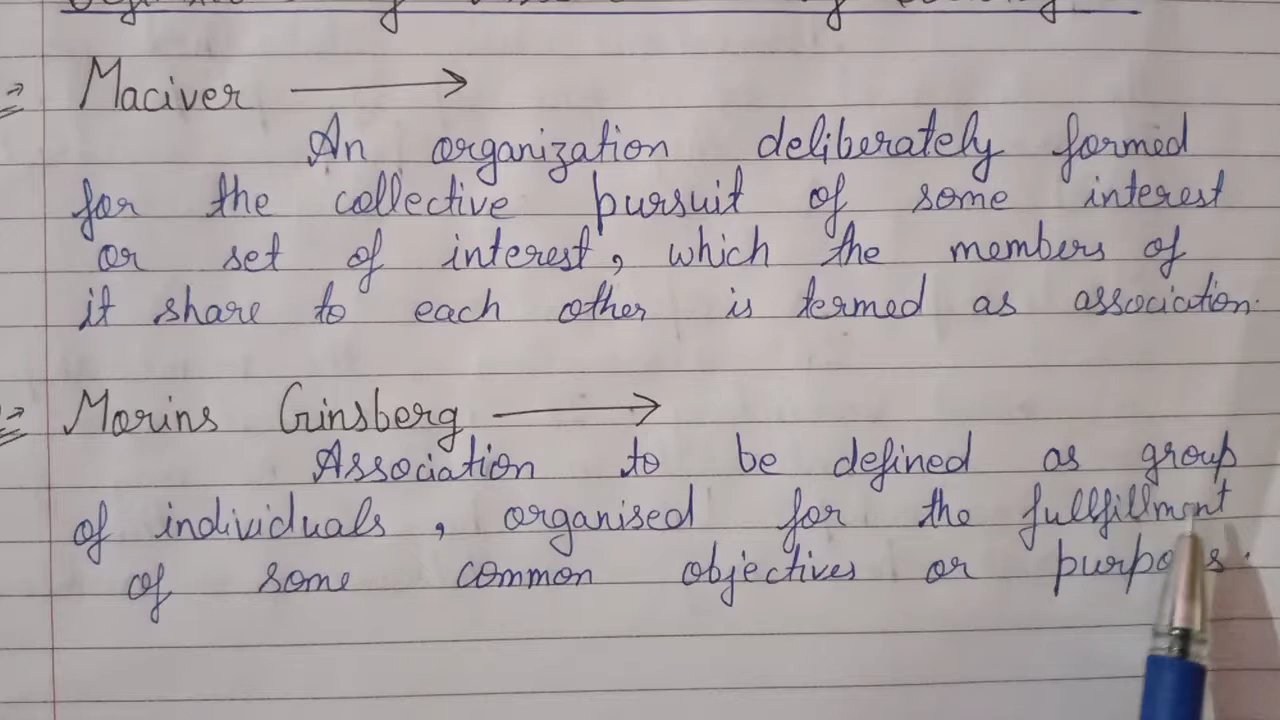 Maciver →
An organization deliberately formed
for the collective pursuit of some interest
or set of interest, which the members of
it share to each other is termed as association.
Morins Ginsberg →
Association to be defined as group
of individuals, organised for the fullfillment
of some common objectives or